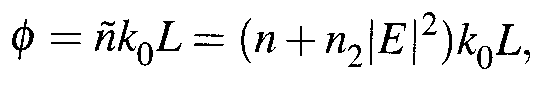 ϕ = ñk₀L = (n + n₂|E|²)k₀L,